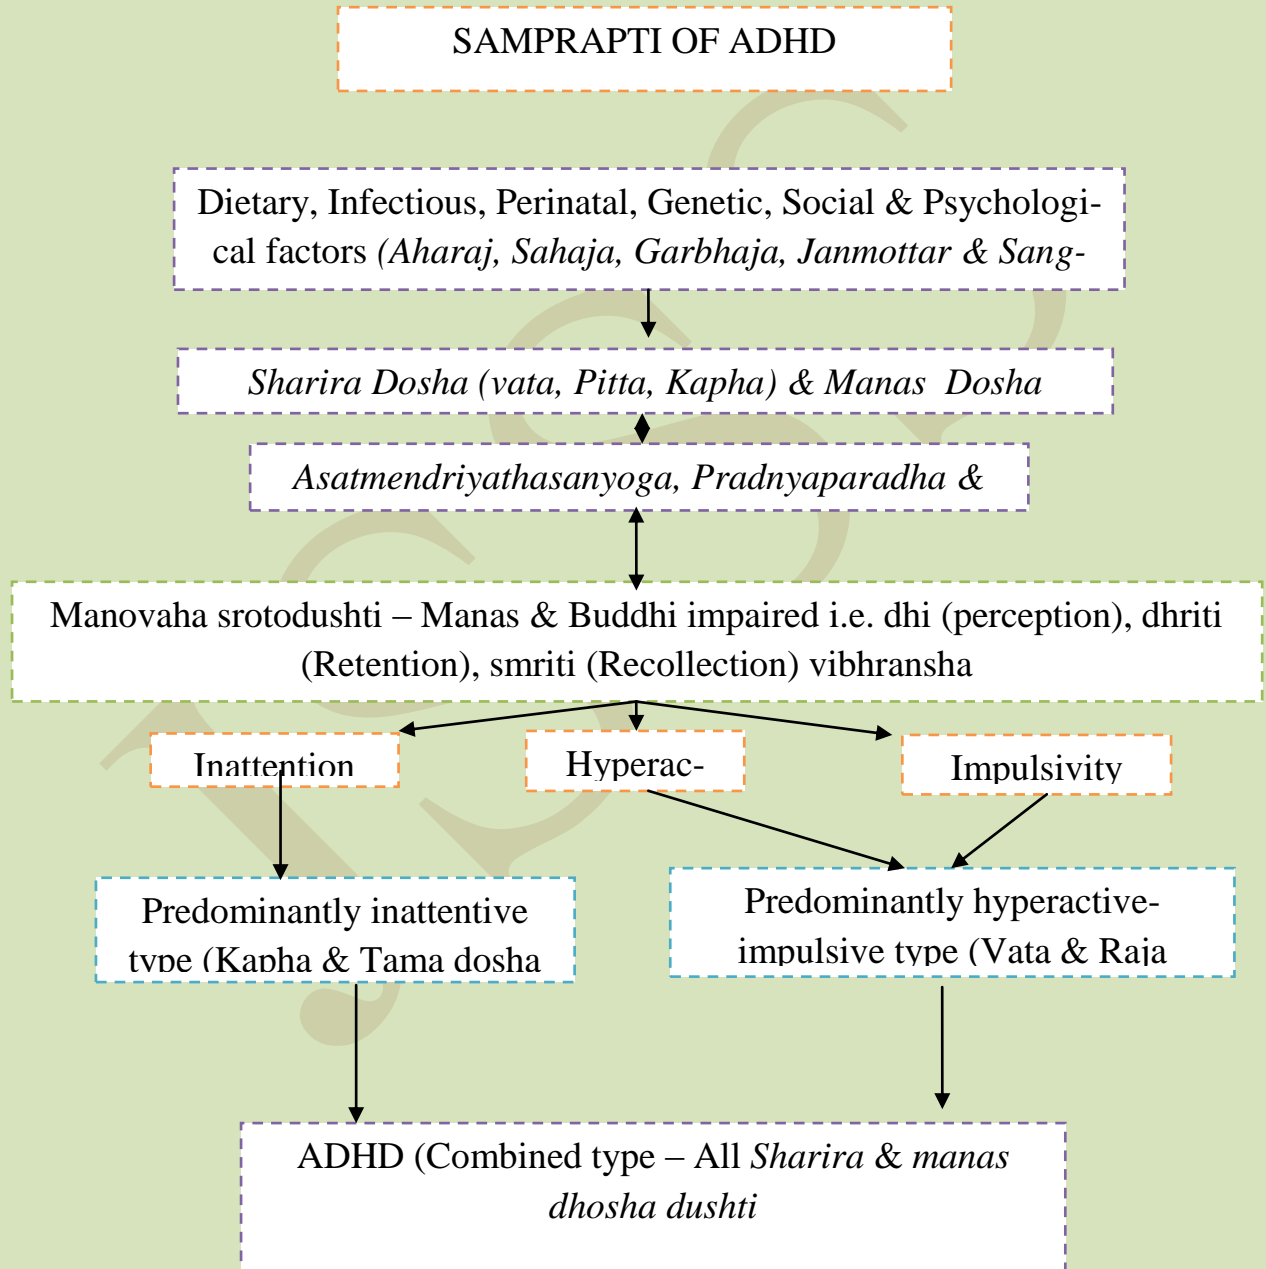 SAMPRAPTI OF ADHD
Dietary, Infectious, Perinatal, Genetic, Social & Psychologi-
cal factors (Aharaj, Sahaja, Garbhaja, Janmottar & Sang-
Sharira Dosha (vata, Pitta, Kapha) & Manas Dosha
Asatmendriyathasanyoga, Pradnyaparadha &
Manovaha srotodushti – Manas & Buddhi impaired i.e. dhi (perception), dhriti
(Retention), smriti (Recollection) vibhransha
Inattention
Hyperac-
Impulsivity
Predominantly inattentive
type (Kapha & Tama dosha
Predominantly hyperactive-
impulsive type (Vata & Raja
ADHD (Combined type – All Sharira & manas
dhosha dushti